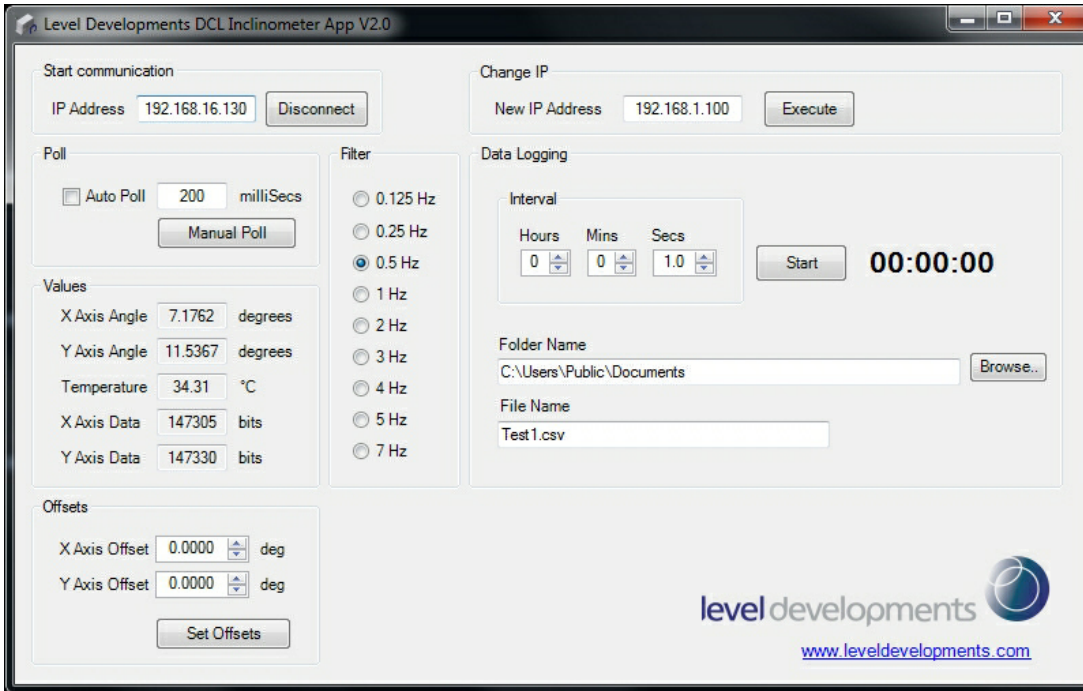 Level Developments DCL Inclinometer App V2.0
Start communication
IP Address 192.168.16.130 Disconnect
Change IP
New IP Address 192.168.1.100 Execute
Poll
Auto Poll 200 milliSecs
Manual Poll
Values
X Axis Angle 7.1762 degrees
Y Axis Angle 11.5367 degrees
Temperature 34.31 °C
X Axis Data 147305 bits
Y Axis Data 147330 bits
Filter
0.125 Hz
0.25 Hz
0.5 Hz
1 Hz
2 Hz
3 Hz
4 Hz
5 Hz
7 Hz
Data Logging
Interval
Hours Mins Secs
0 0 1.0 Start 00:00:00
Folder Name
C:\Users\Public\Documents Browse..
File Name
Test1.csv
Offsets
X Axis Offset 0.0000 deg
Y Axis Offset 0.0000 deg
Set Offsets
level developments
www.leveldevelopments.com